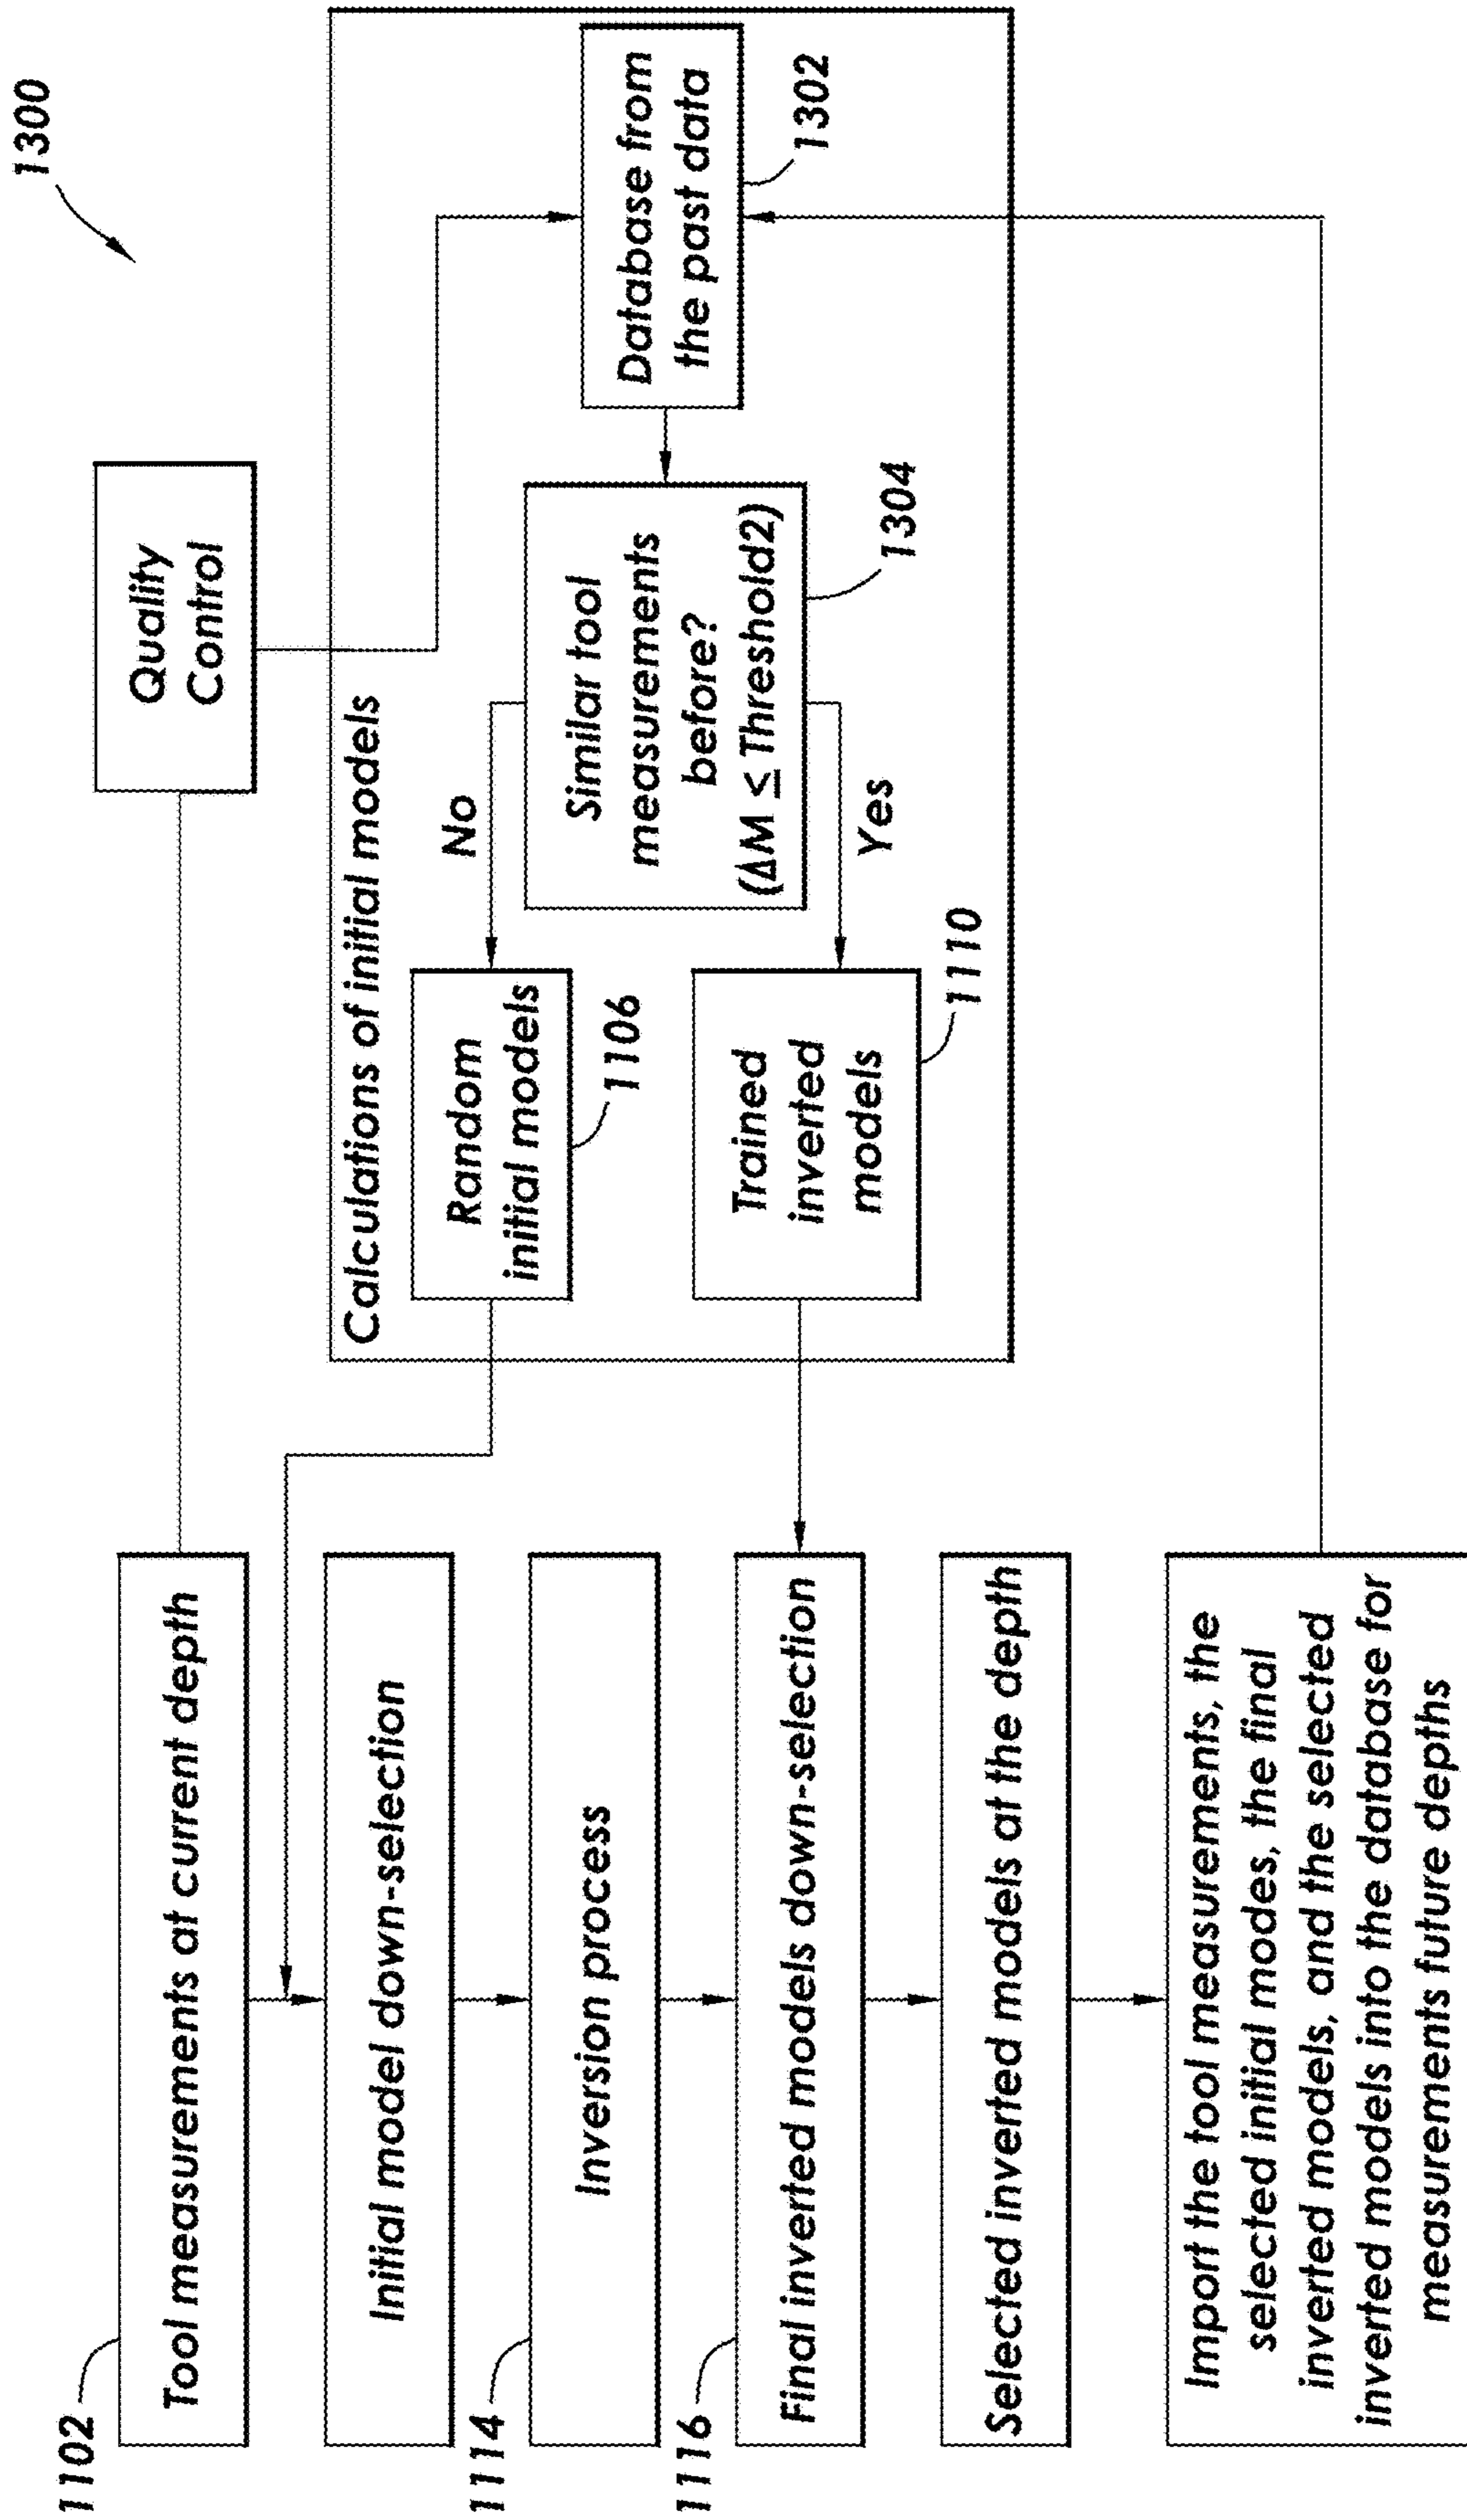 1300
1102
Tool measurements at current depth
Quality
Control
Initial model down-selection
1114
Inversion process
1116
Final inverted models down-selection
Selected inverted models at the depth
Import the tool measurements, the
selected initial modes, the final
inverted models, and the selected
inverted models into the database for
measurements future depths
Calculations of initial models
Random
initial models
1106
No
Trained
inverted
models
1110
Yes
Similar tool
measurements
before?
(ΔM ≤ Threshold2)
1304
Database from
the past data
1302